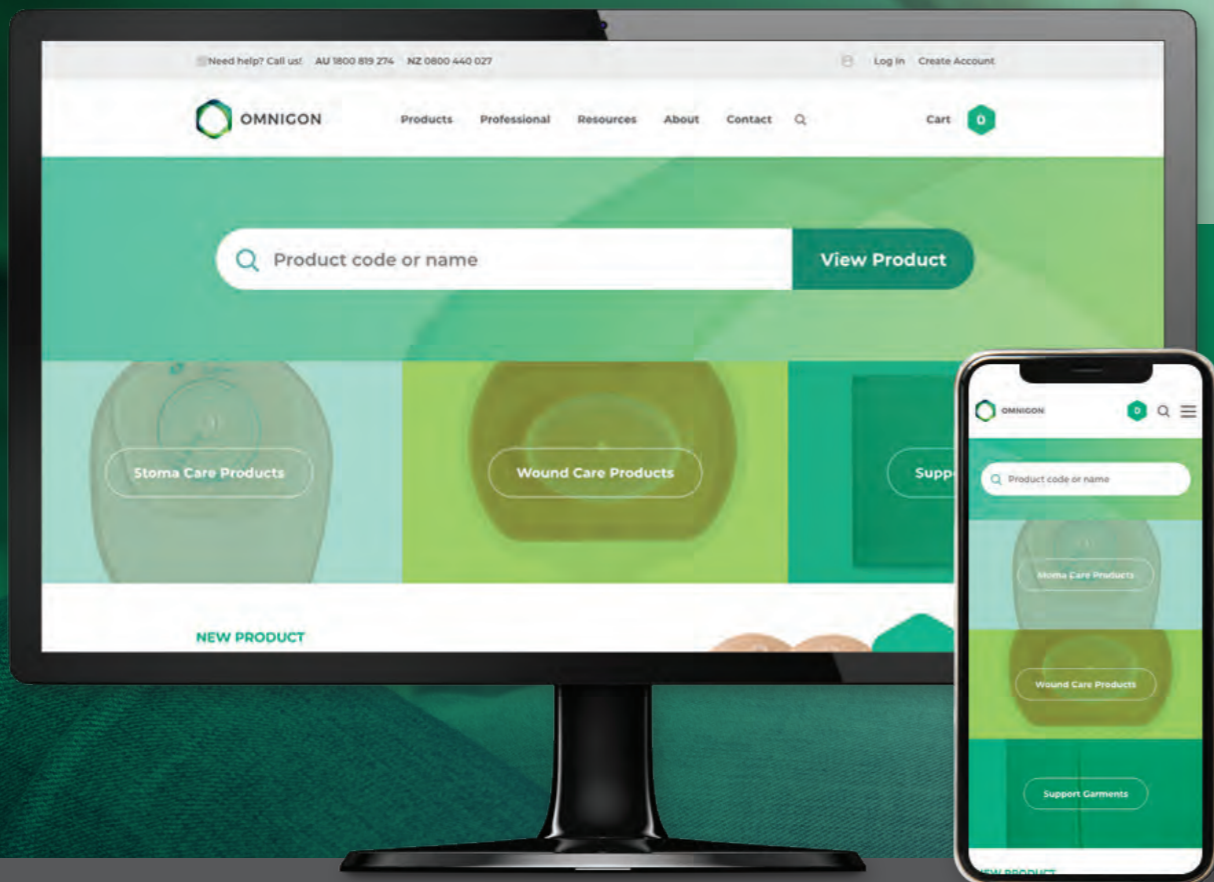 Need help? Call us! AU 1800 819 274 NZ 0800 440 027 Log In Create Account
OMNIGON Products Professional Resources About Contact Cart 0
Product code or name View Product
Stoma Care Products Wound Care Products Supp
NEW PRODUCT
OMNIGON 0
Product code or name
Stoma Care Products
Wound Care Products
Support Garments
NEW PRODUCT